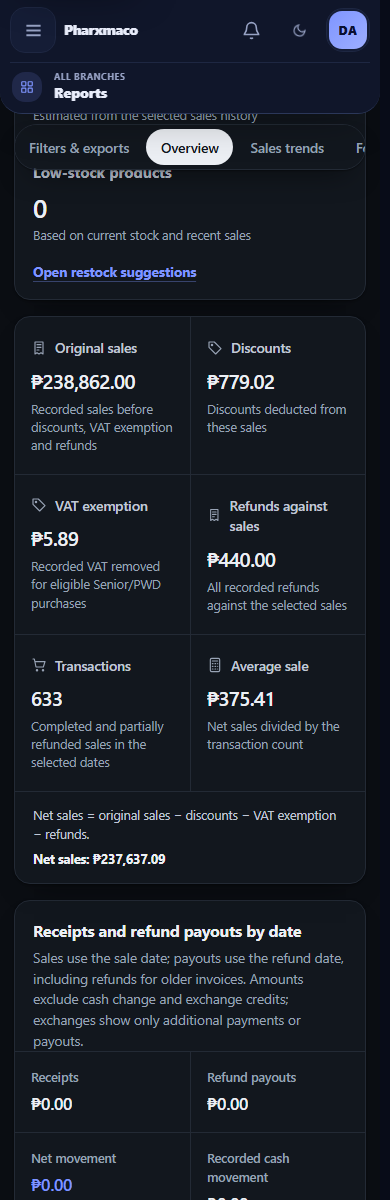 Pharxmaco
DA
ALL BRANCHES
Reports
Estimated from the selected sales history
Filters & exports
Overview
Sales trends
Low-stock products
0
Based on current stock and recent sales
Open restock suggestions
Original sales
₱238,862.00
Recorded sales before
discounts, VAT exemption
and refunds
Discounts
₱779.02
Discounts deducted from
these sales
VAT exemption
₱5.89
Recorded VAT removed
for eligible Senior/PWD
purchases
Refunds against
sales
₱440.00
All recorded refunds
against the selected sales
Transactions
633
Completed and partially
refunded sales in the
selected dates
Average sale
₱375.41
Net sales divided by the
transaction count
Net sales = original sales − discounts − VAT exemption
− refunds.
Net sales: ₱237,637.09
Receipts and refund payouts by date
Sales use the sale date; payouts use the refund date,
including refunds for older invoices. Amounts
exclude cash change and exchange credits;
exchanges show only additional payments or
payouts.
Receipts
₱0.00
Refund payouts
₱0.00
Net movement
₱0.00
Recorded cash
movement